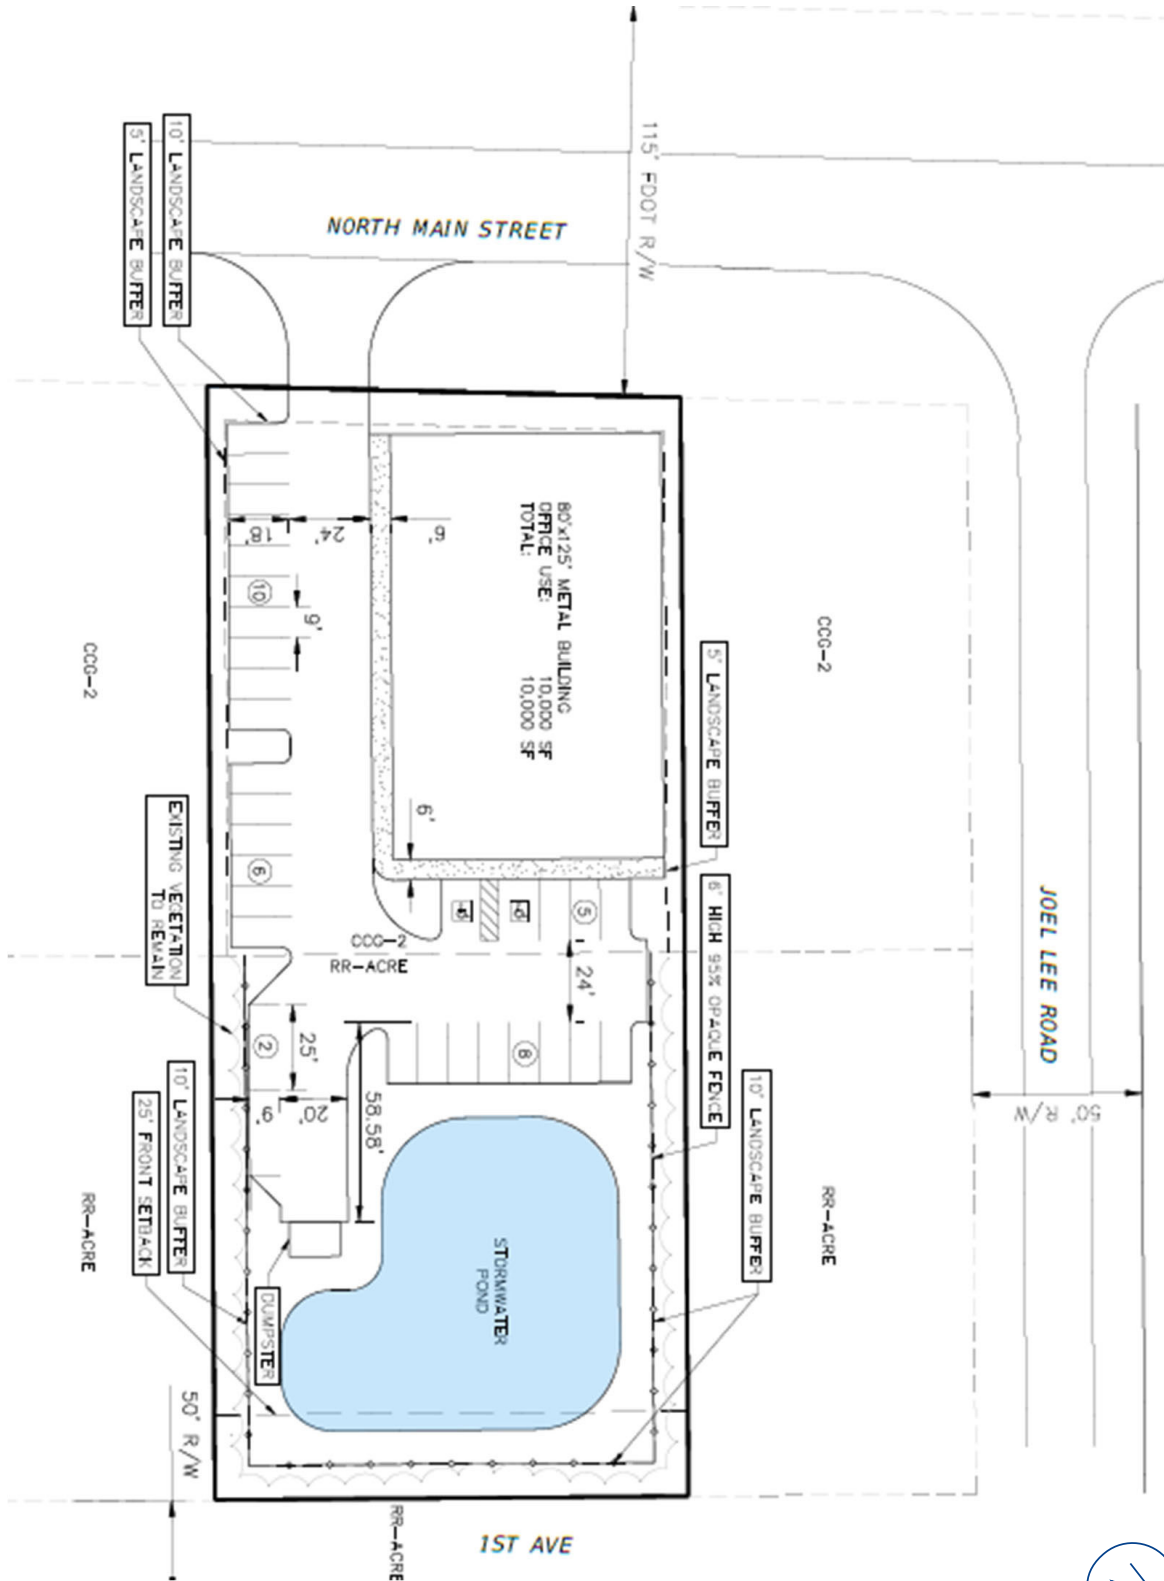 115' FDOT R/W
10' LANDSCAPE BUFFER
5' LANDSCAPE BUFFER
NORTH MAIN STREET
80'x125' METAL BUILDING
OFFICE USE: 10,000 SF
TOTAL: 10,000 SF
18'
24'
6'
10
9'
CCG-2
CCG-2
5' LANDSCAPE BUFFER
6'
6
EXISTING VEGETATION
TO REMAIN
5
CCG-2
RR-ACRE
24'
6' HIGH 95% OPAQUE FENCE
JOEL LEE ROAD
2
25'
8
9'
20'
58.58'
50' R/W
10' LANDSCAPE BUFFER
25' FRONT SETBACK
10' LANDSCAPE BUFFER
RR-ACRE
RR-ACRE
STORMWATER
POND
DUMPSTER
50' R/W
RR-ACRE
1ST AVE